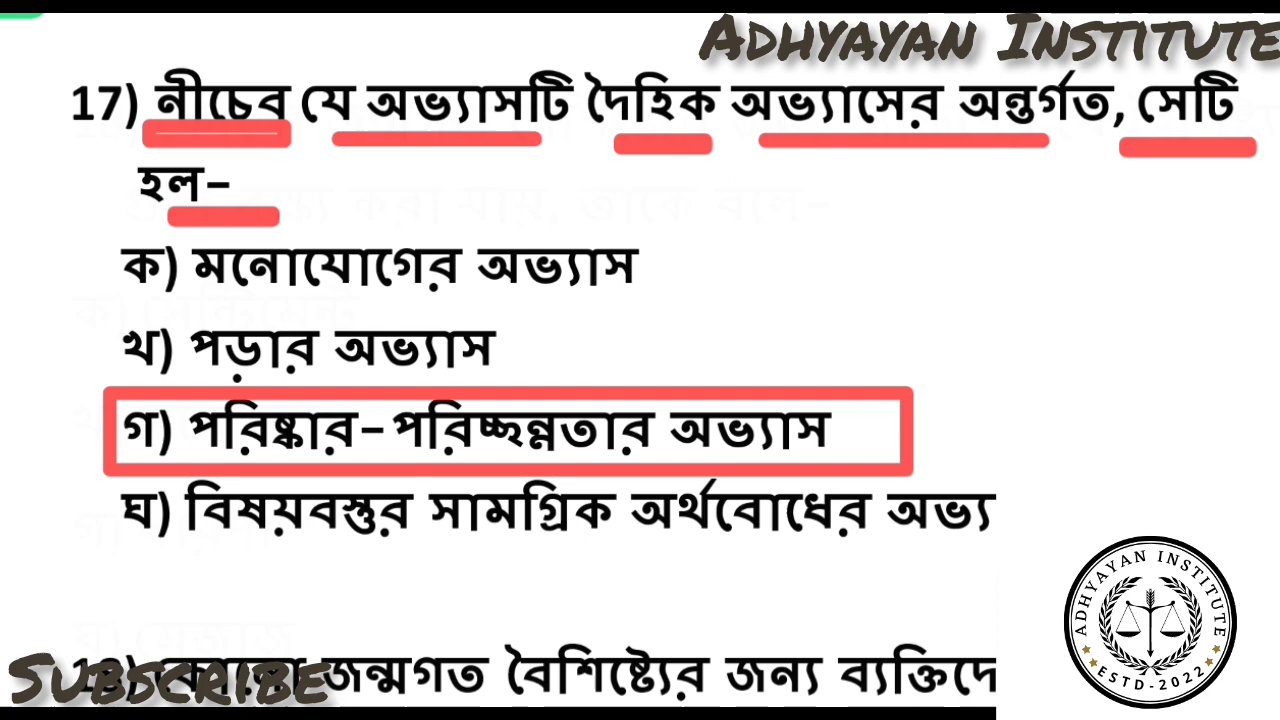 ADHYAYAN INSTITUTE
17) নীচের যে অভ্যাসটি দৈহিক অভ্যাসের অন্তর্গত, সেটি
হল-
ক) মনোযোগের অভ্যাস
খ) পড়ার অভ্যাস
গ) পরিষ্কার-পরিচ্ছন্নতার অভ্যাস
ঘ) বিষয়বস্তুর সামগ্রিক অর্থবোধের অভ্য
জন্মগত বৈশিষ্ট্যের জন্য ব্যক্তিদে
SUBSCRIBE
ADHYAYAN INSTITUTE
ESTD-2022